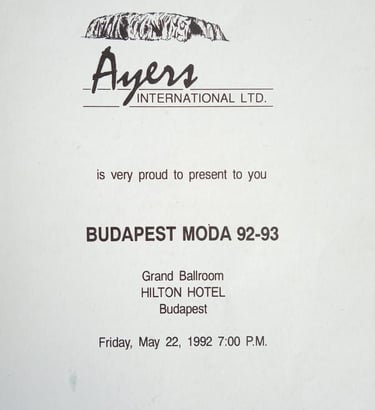 Ayers
INTERNATIONAL LTD.
is very proud to present to you
BUDAPEST MODA 92-93
Grand Ballroom
HILTON HOTEL
Budapest
Friday, May 22, 1992 7:00 P.M.